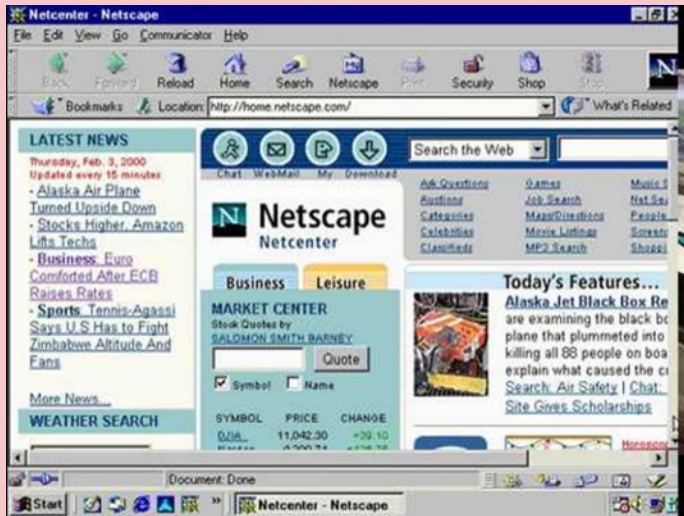 Netcenter - Netscape
File Edit View Go Communicator Help
Back Forward Reload Home Search Netscape Print Security Shop Stop
Bookmarks Location: http://home.netscape.com/ What's Related
LATEST NEWS
Thursday, Feb. 3, 2000
Updated every 15 minutes
- Alaska Air Plane
Turned Upside Down
- Stocks Higher, Amazon
Lifts Techs
- Business: Euro
Comforted After ECB
Raises Rates
- Sports: Tennis-Agassi
Says U.S Has to Fight
Zimbabwe Altitude And
Fans
More News...
WEATHER SEARCH
Chat WebMail My Download
Search the Web
N Netscape
Netcenter
Ask Questions Games Music
Auctions Job Search Net
Categories Maps/Directions People
Celebrities Movie Listings
Classifieds MP3 Search
Business Leisure
MARKET CENTER
Stock Quotes by
SALOMON SMITH BARNEY
Quote
Symbol Name
SYMBOL PRICE CHANGE
DJIA 11,042.30 +39.10
Today's Features...
Alaska Jet Black Box Re
are examining the black bo
plane that plummeted into
killing all 88 people on boa
explain what caused the
Search: Air Safety | Chat:
Site Gives Scholarships
Document: Done
Start Netcenter - Netscape